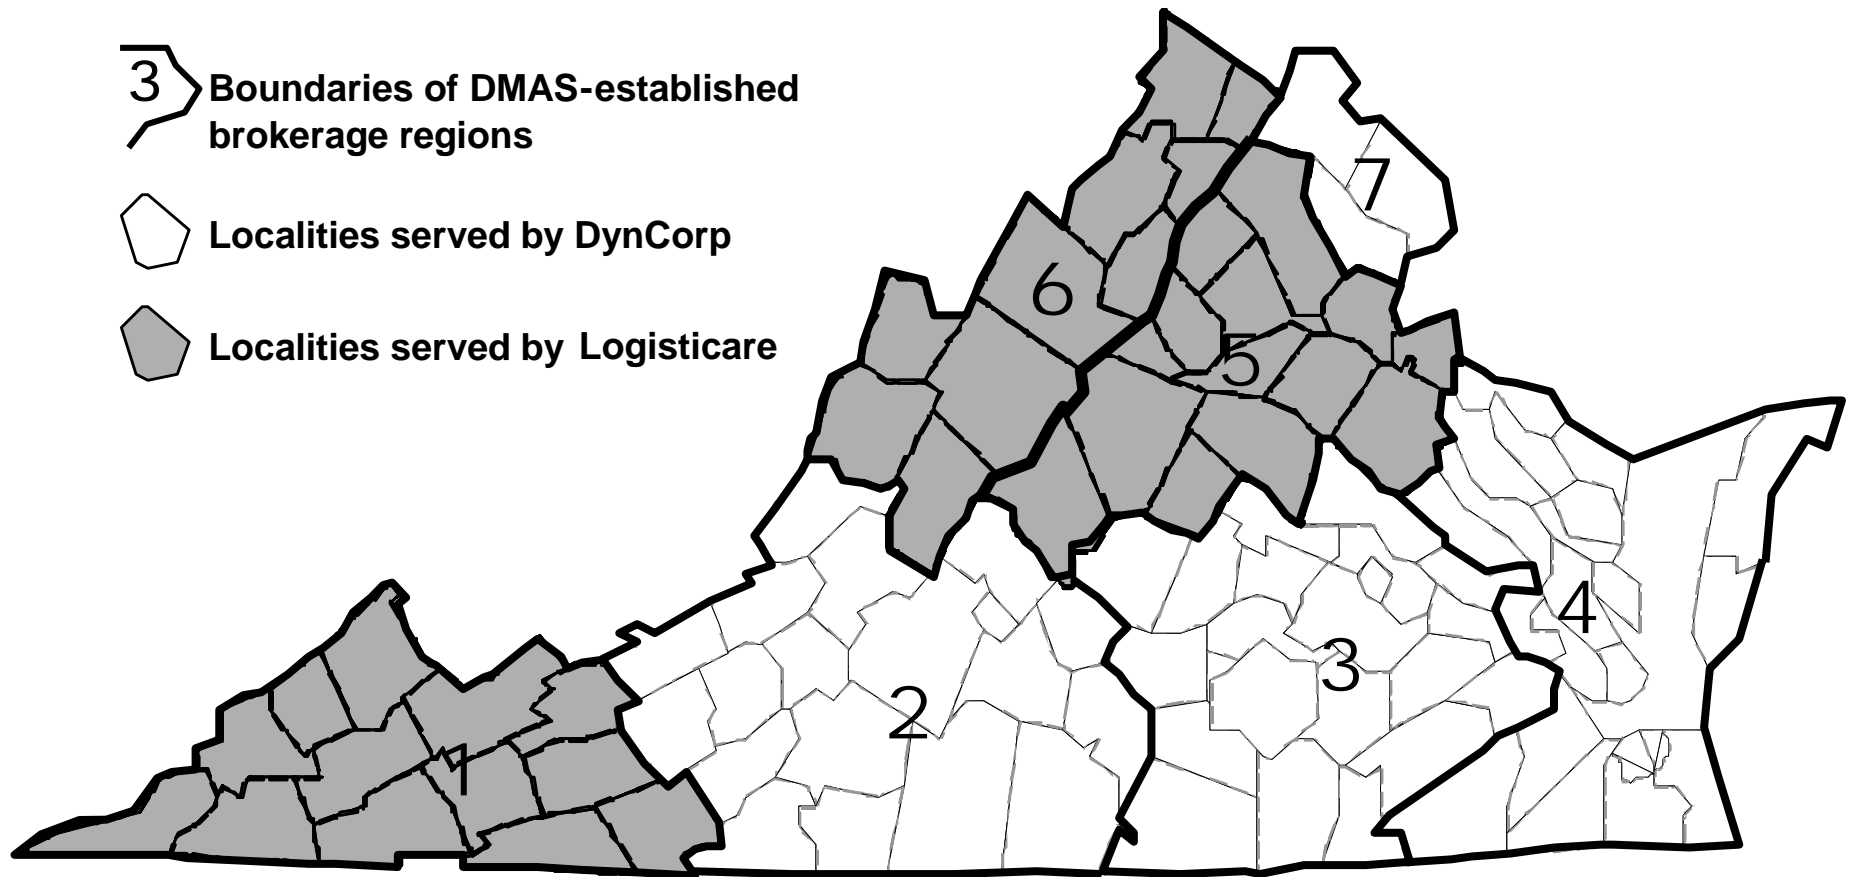 3
Boundaries of DMAS-established
brokerage regions
Localities served by DynCorp
Localities served by Logisticare
7
6
5
4
3
2
1